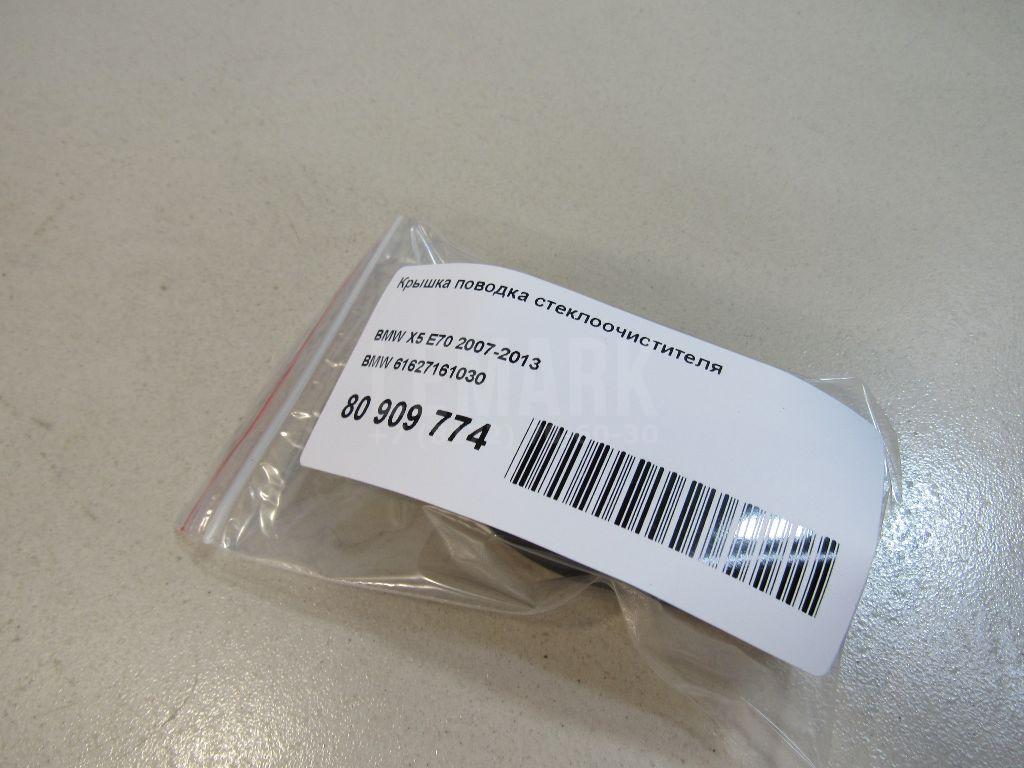 Крышка поводка стеклоочистителя
BMW X5 E70 2007-2013
BMW 61627161030
80 909 774